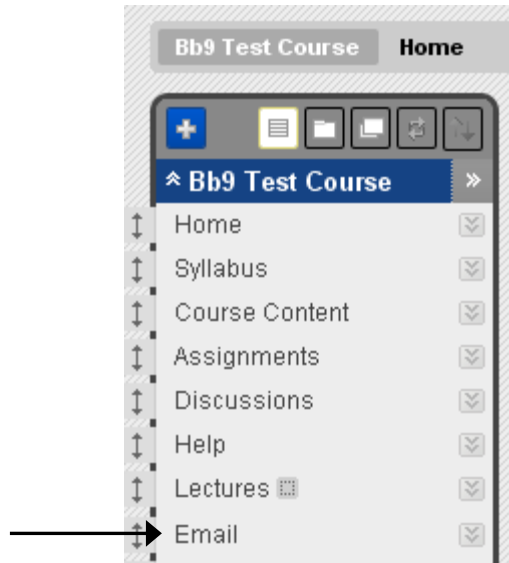 Bb9 Test Course Home
Bb9 Test Course
Home
Syllabus
Course Content
Assignments
Discussions
Help
Lectures
Email